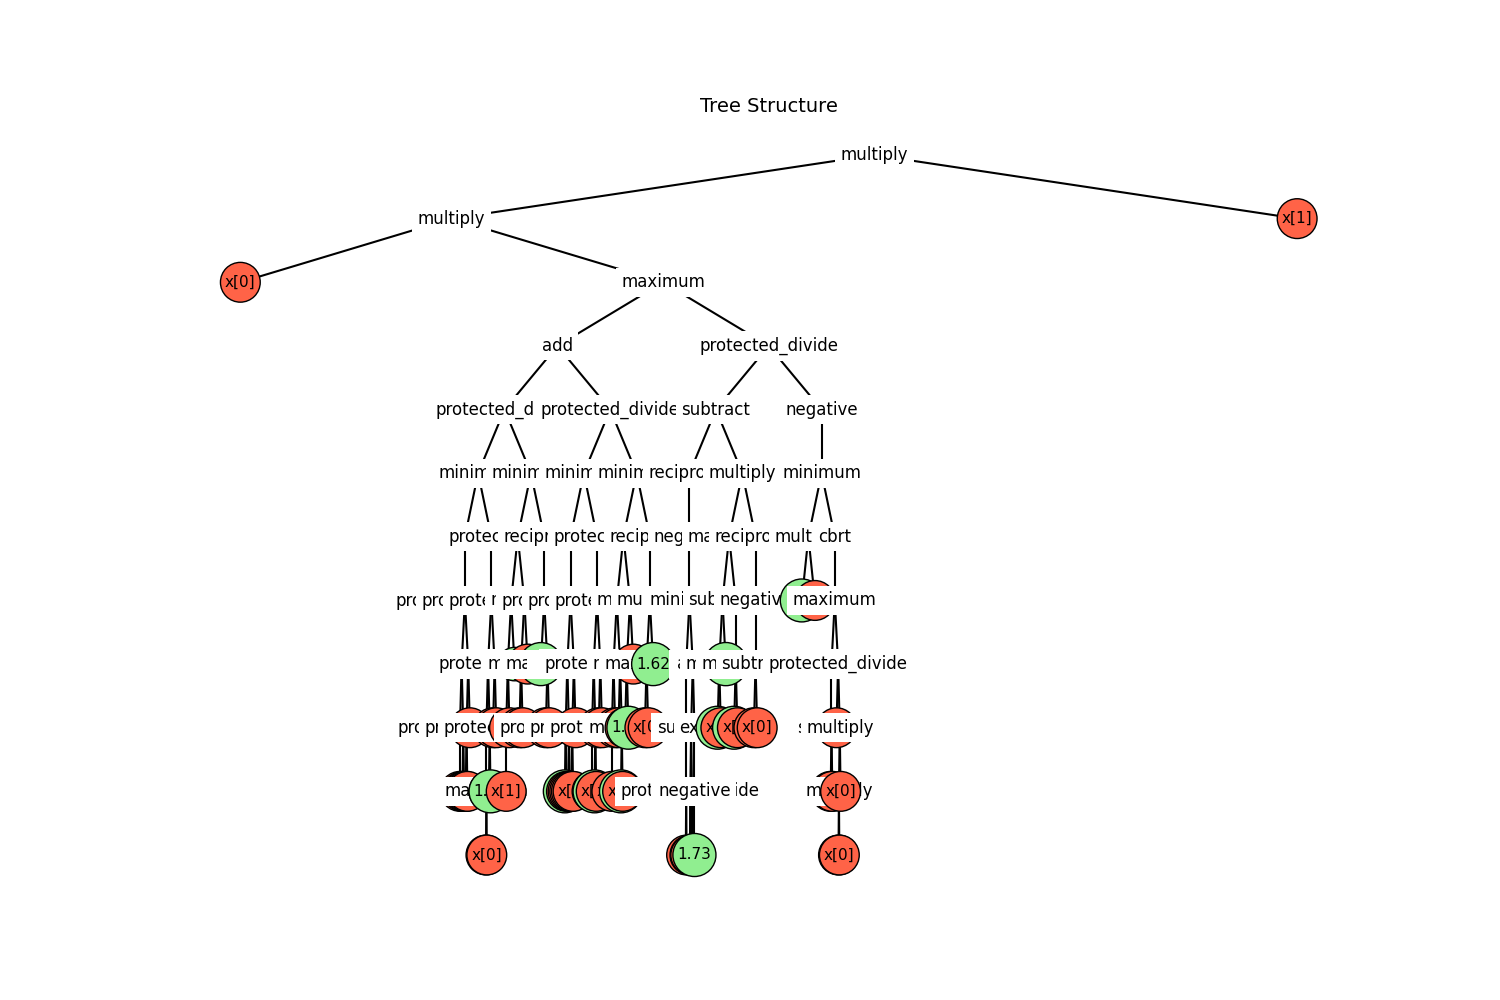 Tree Structure
multiply
multiply x[1]
x[0] maximum
add protected_divide
protected_d protected_divide subtract negative
minim minim minim minim recipro multiply minimum
protec recipr protec recip neg ma recipro mult cbrt
pro pro prote pro pro prote m mu mini sub negativ maximum
prote m ma prote ma 1.62 m m subtr protected_divide
pro pr protec pro pr prot m 1. x[0 su ex x x[ x[0] multiply
ma 1. x[1] x[ x[ x prot negative ide m x[0] ly
x[0] 1.73 x[0]